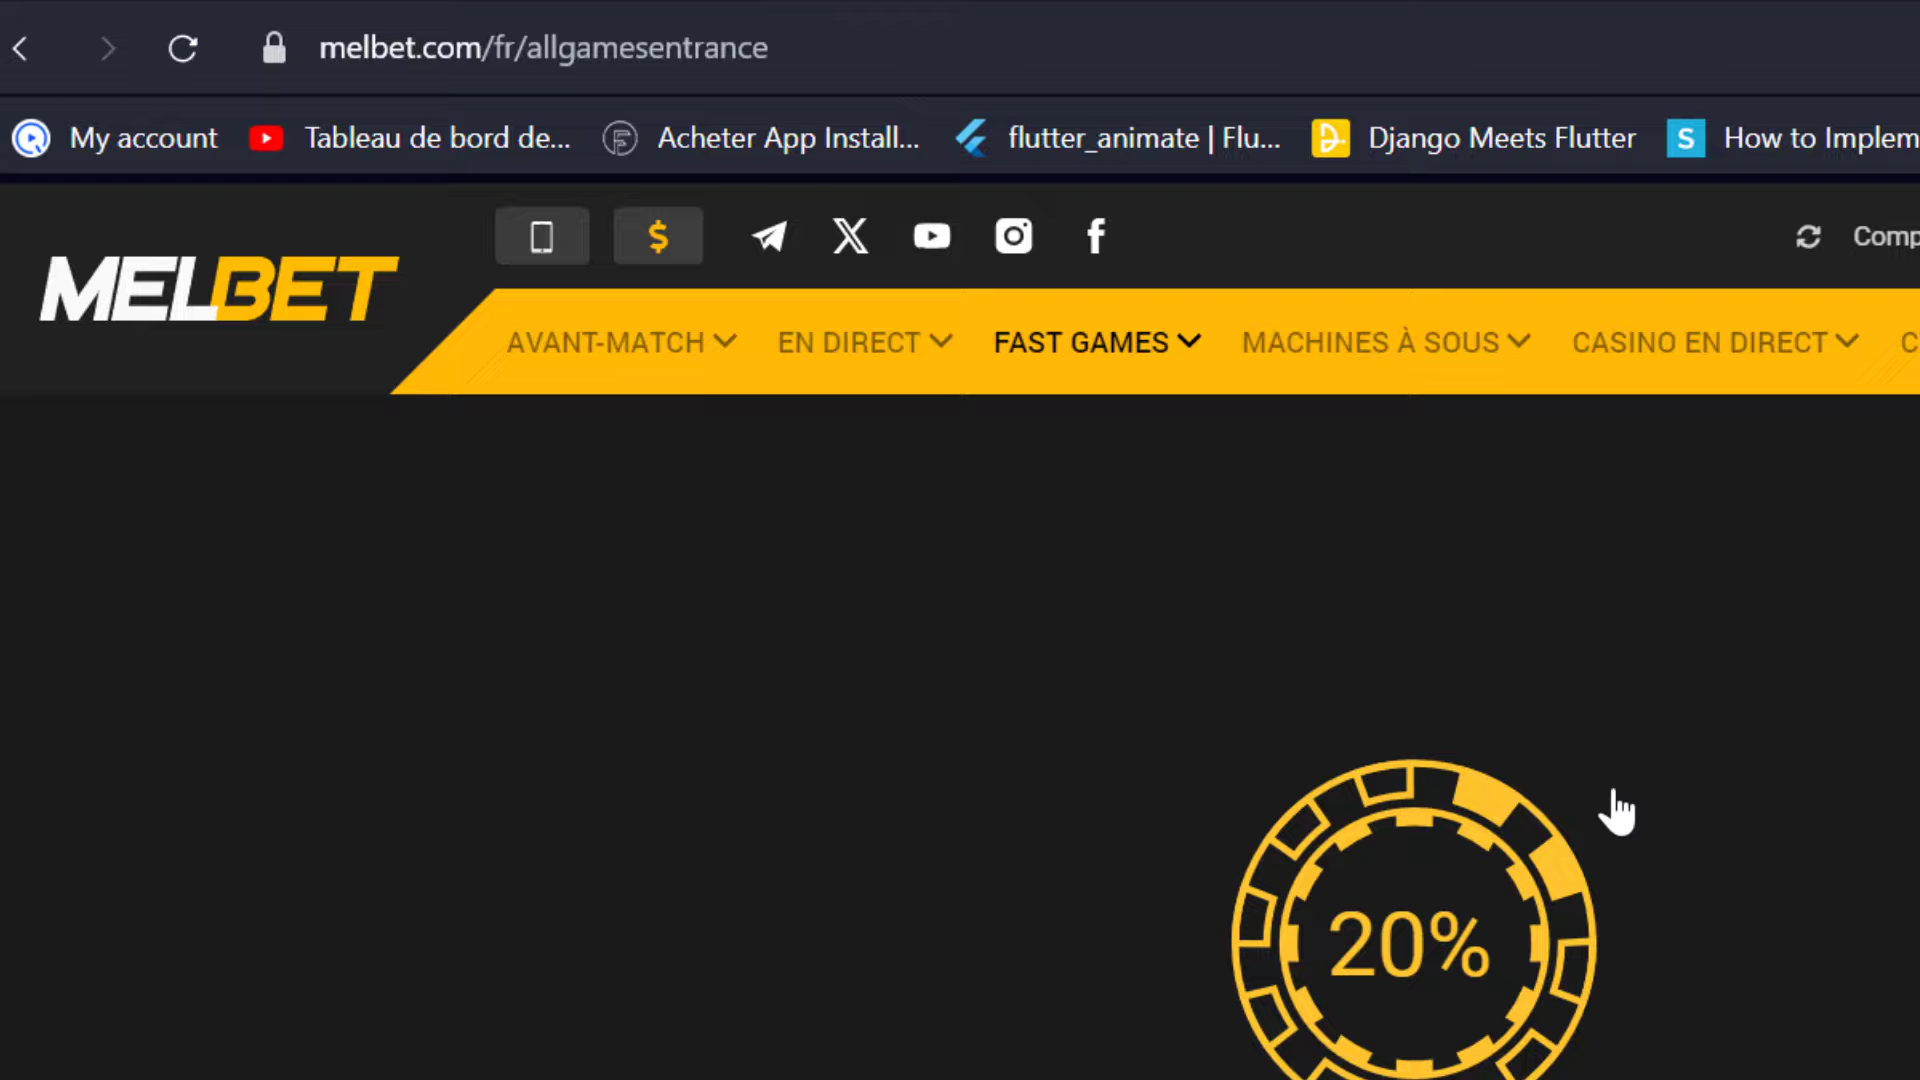 melbet.com/fr/allgamesentrance
My account Tableau de bord de... Acheter App Install... flutter_animate | Flu... Django Meets Flutter S How to Implem
MELBET $ Comp
AVANT-MATCH EN DIRECT FAST GAMES MACHINES À SOUS CASINO EN DIRECT C
20%